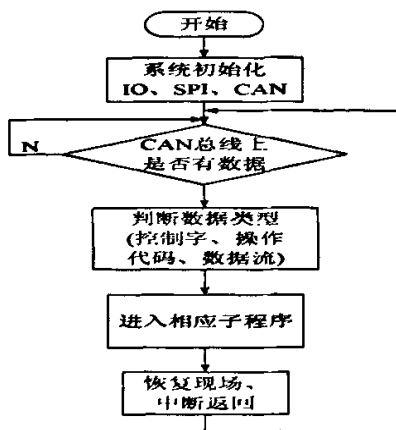 开始
系统初始化
IO、SPI、CAN
CAN总线上
是否有数据
N
判断数据类型
(控制字、操作
代码、数据流)
进入相应子程序
恢复现场、
中断返回